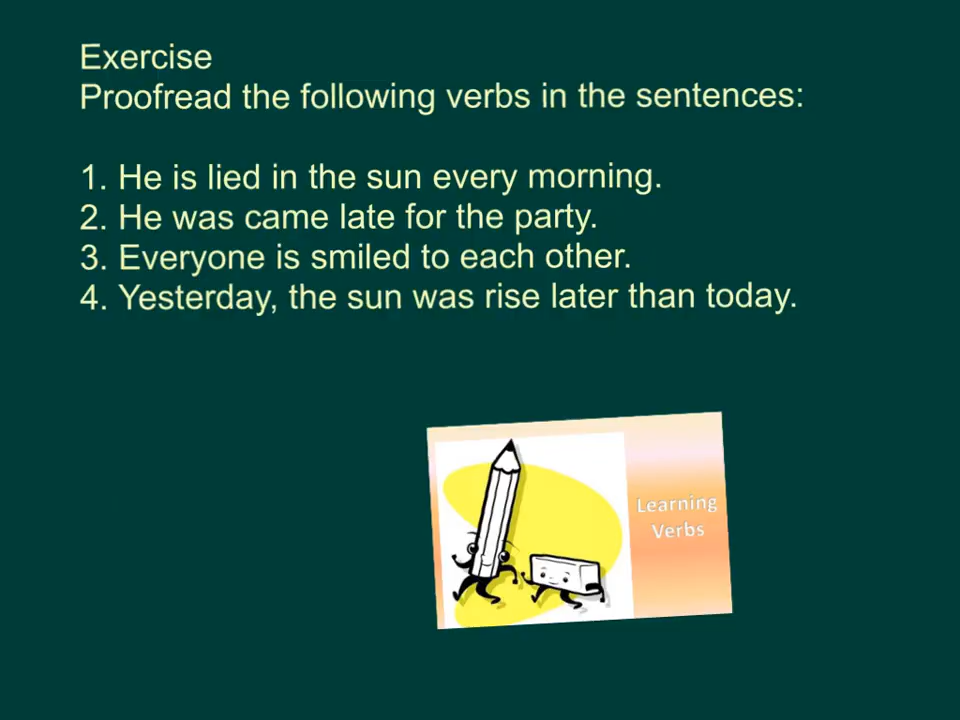 Exercise
Proofread the following verbs in the sentences:
1. He is lied in the sun every morning.
2. He was came late for the party.
3. Everyone is smiled to each other.
4. Yesterday, the sun was rise later than today.
Learning
Verbs